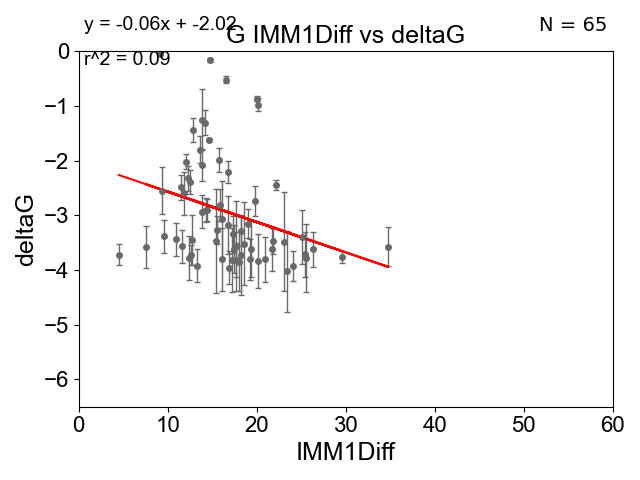 y = -0.06x + -2.02
N = 65
G IMM1Diff vs deltaG
r^2 = 0.09
0
−1
−2
−3
−4
−5
−6
deltaG
0 10 20 30 40 50 60
IMM1Diff